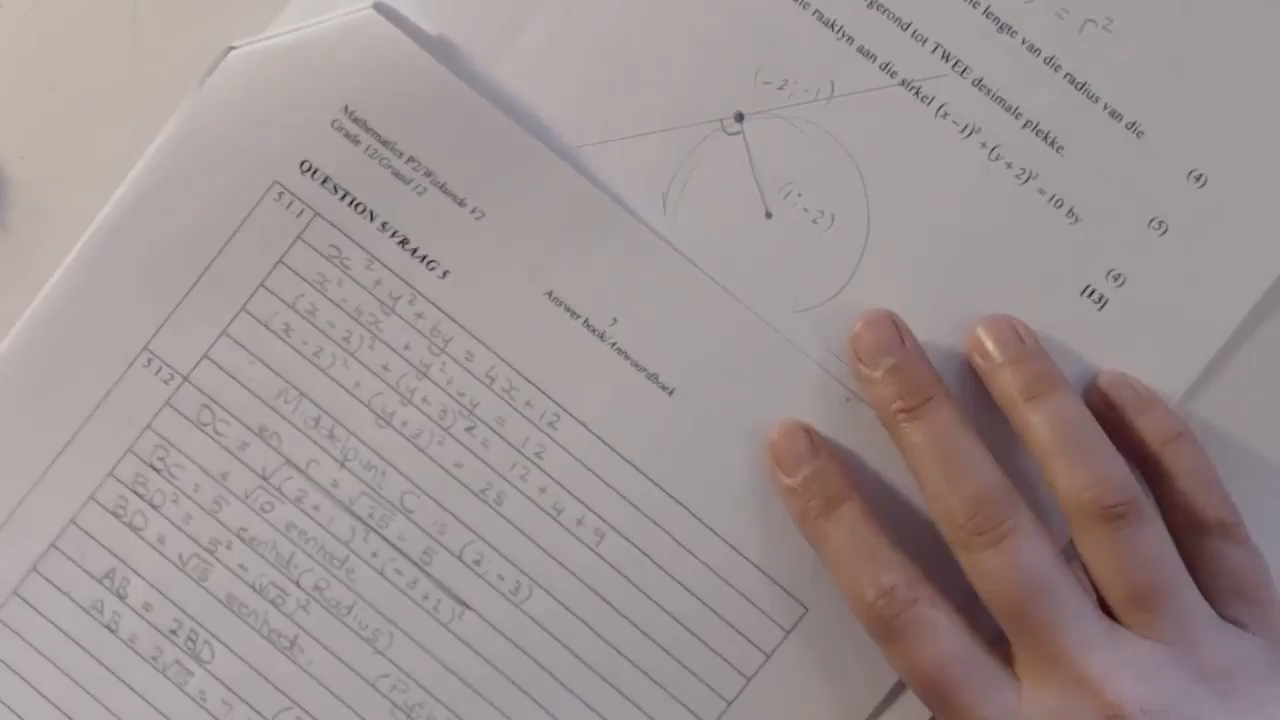 = r²
die lengte van die radius van die
(4)
gerond tot TWEE desimale plekke.
(5)
die raaklyn aan die sirkel (x−1)² + (y+2)² = 10 by
(4)
[13]
(−2; −1)
(1; −2)
Mathematics P2/Wiskunde V2
Grade 12/Graad 12
7
Answer book/Antwoordboek
QUESTION 5/VRAAG 5
5.1.1
x² + y² + 6y = 4x + 12
x² − 4x + y² + 6y = 12
(x − 2)² + (y + 3)² = 12 + 4 + 9
(x − 2)² + (y + 3)² = 25
Middelpunt C is (2; −3)
en r = √25 = 5
5.1.2
DC = √(2+1)² + (−3+2)²
= √10 eenhede
BC = 5 eenhede (Radius)
BD² = 5² − (√10)²
BD = √15 eenhede.
AB = 2BD
AB = 2√15 =